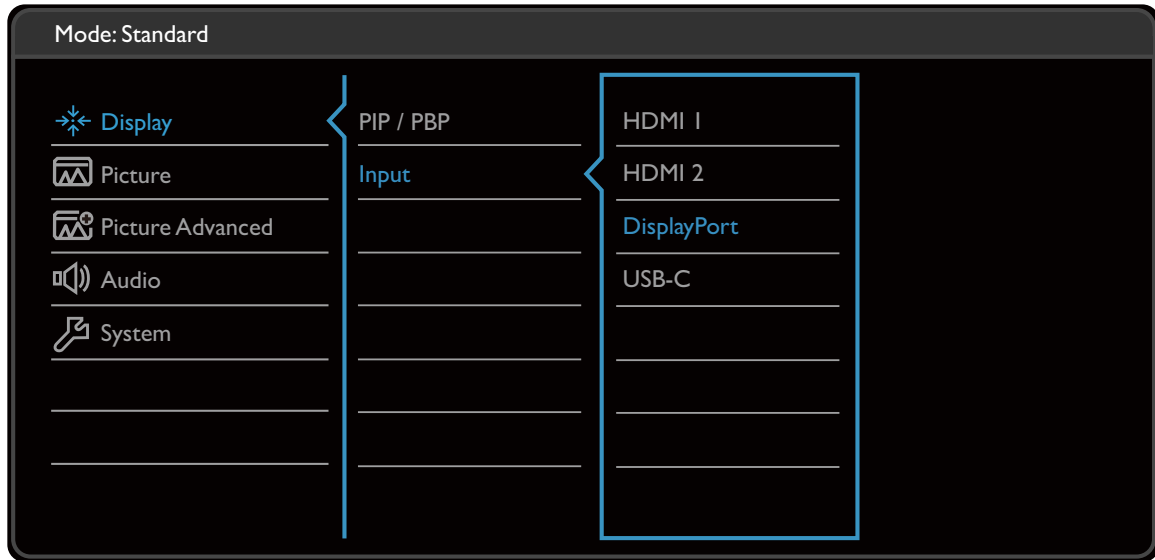 Mode: Standard
Display
Picture
Picture Advanced
Audio
System
PIP / PBP
Input
HDMI 1
HDMI 2
DisplayPort
USB-C